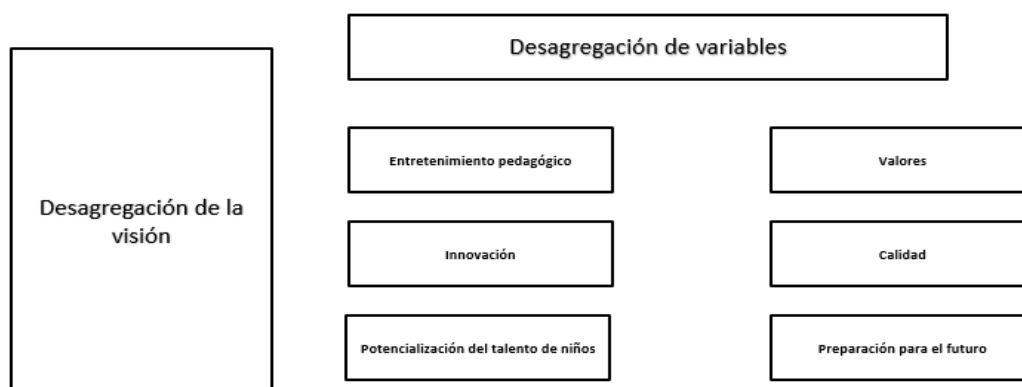 Desagregación de variables
Desagregación de la
visión
Entretenimiento pedagógico
Valores
Innovación
Calidad
Potencialización del talento de niños
Preparación para el futuro